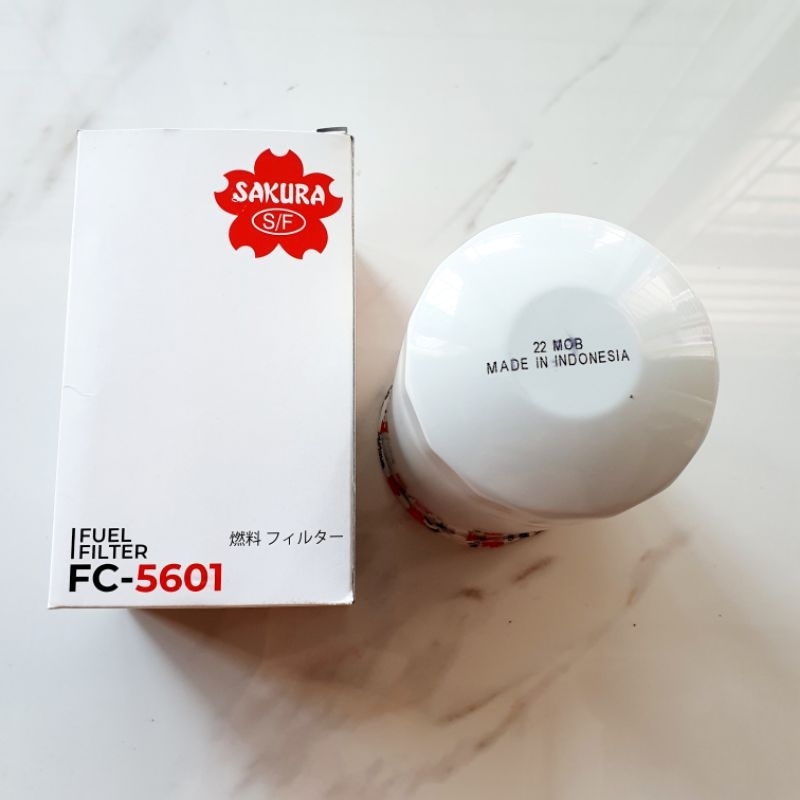 SAKURA
S/F
FUEL
FILTER
燃料 フィルター
FC-5601
22 MOB
MADE IN INDONESIA